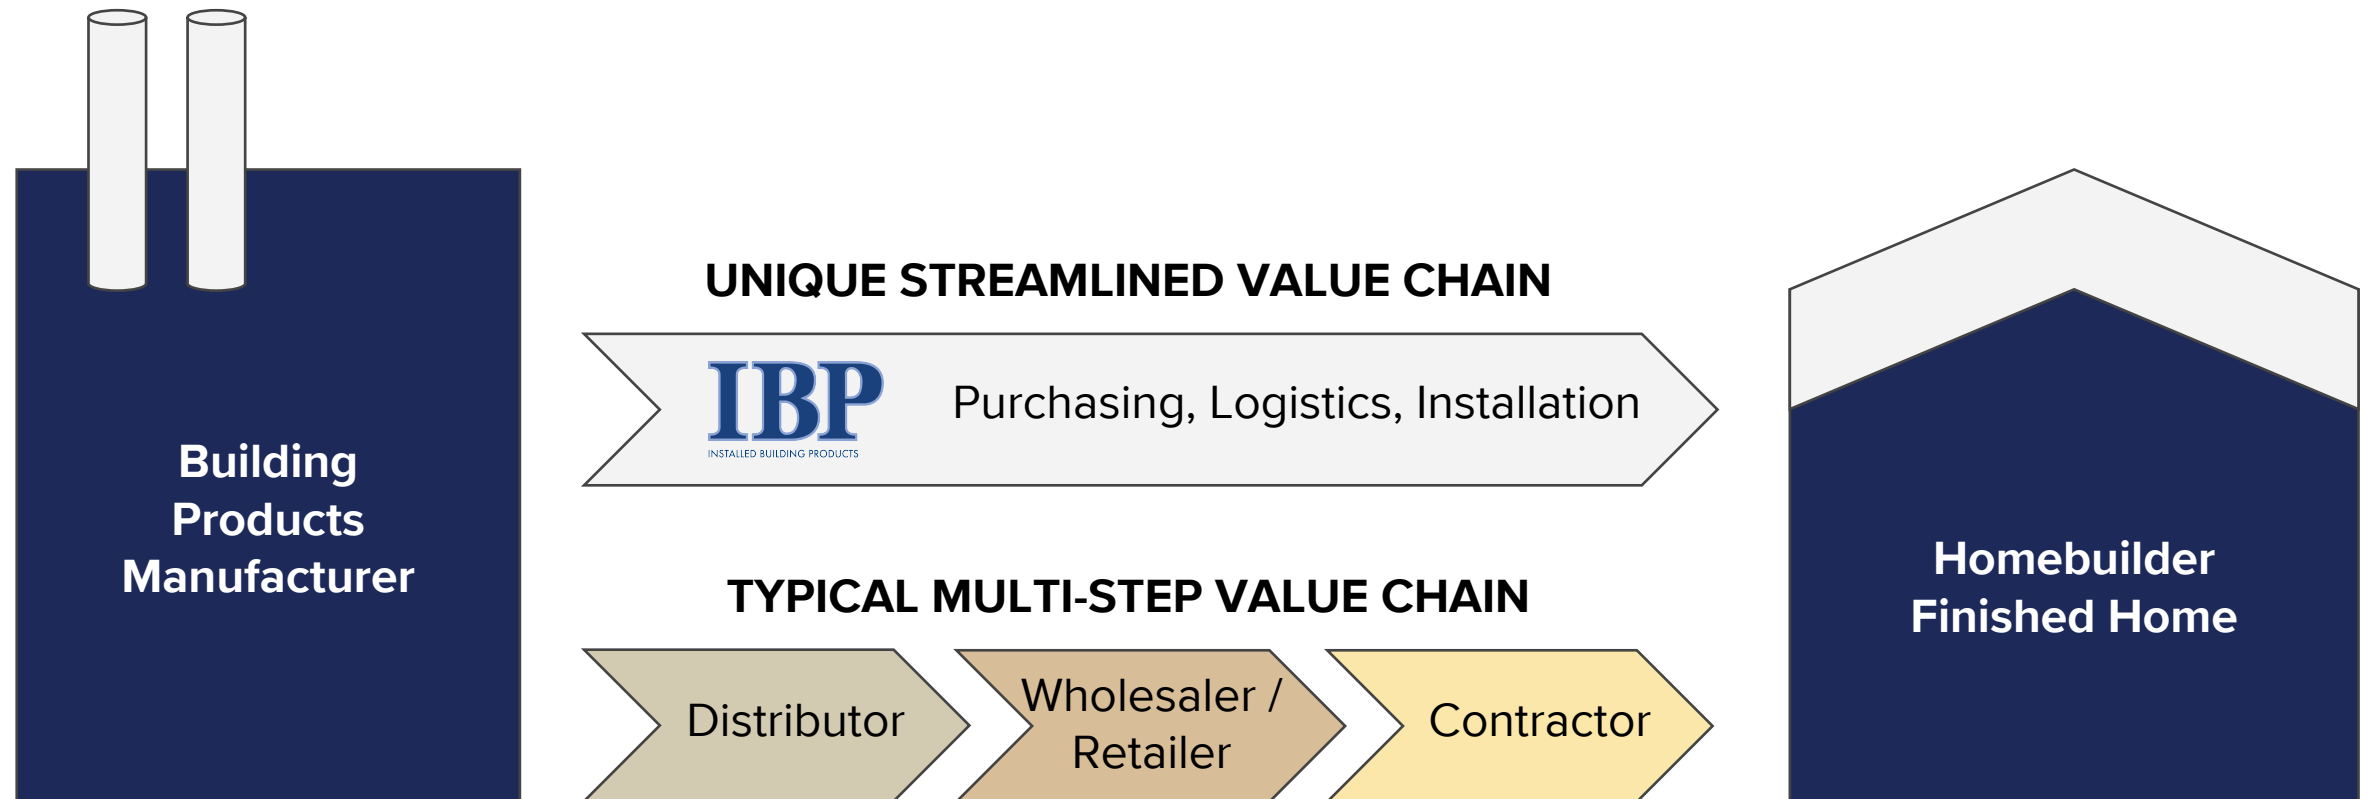 Building
Products
Manufacturer
UNIQUE STREAMLINED VALUE CHAIN
IBP
INSTALLED BUILDING PRODUCTS
Purchasing, Logistics, Installation
TYPICAL MULTI-STEP VALUE CHAIN
Distributor
Wholesaler /
Retailer
Contractor
Homebuilder
Finished Home